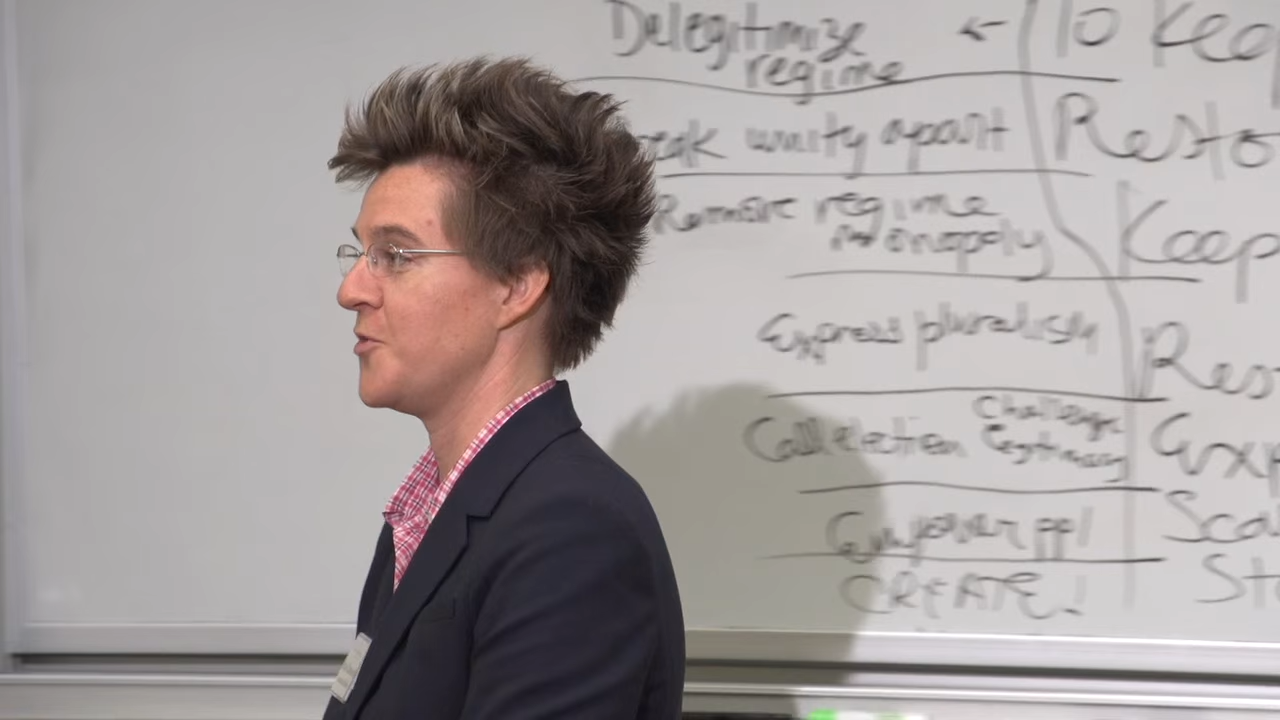 Delegitimize ← To Keep
regime
eak unity apart Resto
Remove regime Keep
monopoly
Express pluralism Res
Challenge
Call election legitimacy Exp
Empower ppl Sca
CREATE! St